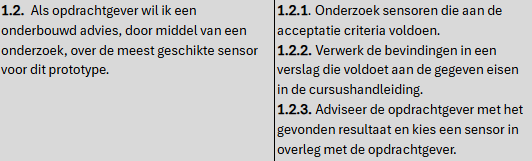 1.2. Als opdrachtgever wil ik een
onderbouwd advies, door middel van een
onderzoek, over de meest geschikte sensor
voor dit prototype.
1.2.1. Onderzoek sensoren die aan de
acceptatie criteria voldoen.
1.2.2. Verwerk de bevindingen in een
verslag die voldoet aan de gegeven eisen
in de cursushandleiding.
1.2.3. Adviseer de opdrachtgever met het
gevonden resultaat en kies een sensor in
overleg met de opdrachtgever.